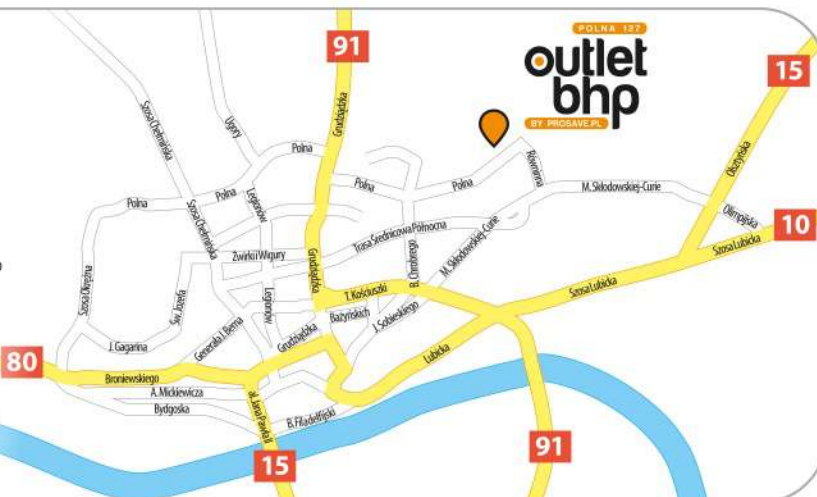 POLNA 127
outlet
bhp
BY PROSAVE.PL
91
15
Szosa Chełmińska
Ugory
Grudziądzka
Olsztyńska
Polna
Równinna
Polna
Polna
Polna
Legionów
M. Skłodowskiej-Curie
Polna
Szosa Chełmińska
Olimpijska
10
Trasa Średnicowa Północna
M. Skłodowskiej-Curie
Szosa Lubicka
Żwirki i Wigury
Grudziądzka
B. Chrobrego
Szosa Okrężna
Św. Józefa
Legionów
T. Kościuszki
Szosa Lubicka
Bażyńskich
J. Sobieskiego
Generała J. Bema
Grudziądzka
J. Gagarina
Lubicka
80
Broniewskiego
A. Mickiewicza
Bydgoska
al. Jana Pawła II
B. Filadelfijski
91
15